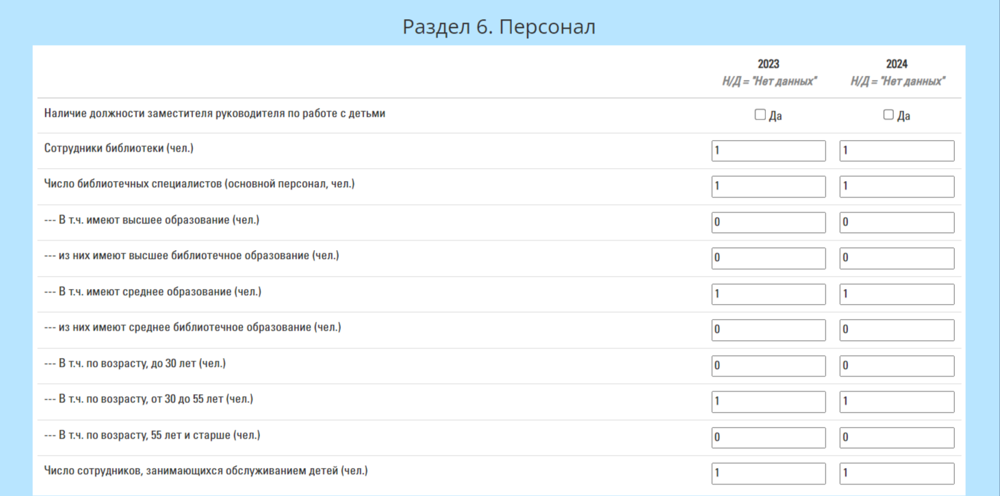 Раздел 6. Персонал
2023 2024
Н/Д = "Нет данных" Н/Д = "Нет данных"
Наличие должности заместителя руководителя по работе с детьми Да Да
Сотрудники библиотеки (чел.) 1 1
Число библиотечных специалистов (основной персонал, чел.) 1 1
--- В т.ч. имеют высшее образование (чел.) 0 0
--- из них имеют высшее библиотечное образование (чел.) 0 0
--- В т.ч. имеют среднее образование (чел.) 1 1
--- из них имеют среднее библиотечное образование (чел.) 0 0
--- В т.ч. по возрасту, до 30 лет (чел.) 0 0
--- В т.ч. по возрасту, от 30 до 55 лет (чел.) 1 1
--- В т.ч. по возрасту, 55 лет и старше (чел.) 0 0
Число сотрудников, занимающихся обслуживанием детей (чел.) 1 1